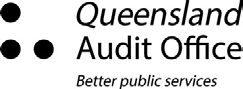 Queensland
Audit Office
Better public services